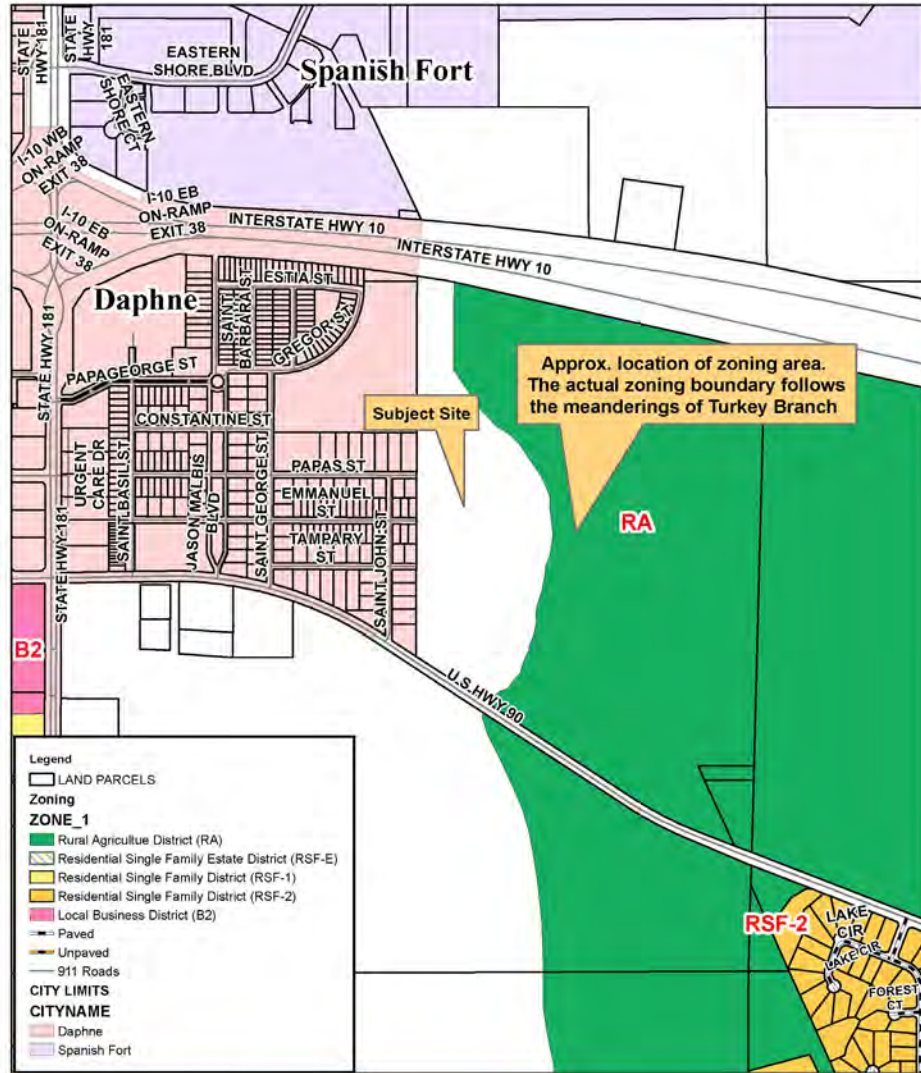 STATE
HWY 181
STATE
HWY
181
EASTERN
SHORE BLVD
Spanish Fort
EASTERN
SHORE CT
I-10 WB
ON-RAMP
EXIT 38
I-10 EB
ON-RAMP
EXIT 38
I-10 EB
ON-RAMP
EXIT 38
INTERSTATE HWY 10
INTERSTATE HWY 10
ESTIA ST
SAINT
BARBARA ST
GREGOR ST
Daphne
STATE HWY 181
PAPAGEORGE ST
Approx. location of zoning area.
The actual zoning boundary follows
the meanderings of Turkey Branch
Subject Site
CONSTANTINE ST
URGENT
CARE DR
SAINT BASIL ST
JASON MALBIS
BLVD
SAINT GEORGE ST
PAPAS ST
EMMANUEL
ST
TAMPARY
ST
SAINT JOHN ST
RA
STATE HWY 181
B2
U.S HWY 90
RSF-2
LAKE
CIR
LAKE CIR
FOREST
CT
Legend
LAND PARCELS
Zoning
ZONE_1
Rural Agricultue District (RA)
Residential Single Family Estate District (RSF-E)
Residential Single Family District (RSF-1)
Residential Single Family District (RSF-2)
Local Business District (B2)
Paved
Unpaved
911 Roads
CITY LIMITS
CITYNAME
Daphne
Spanish Fort